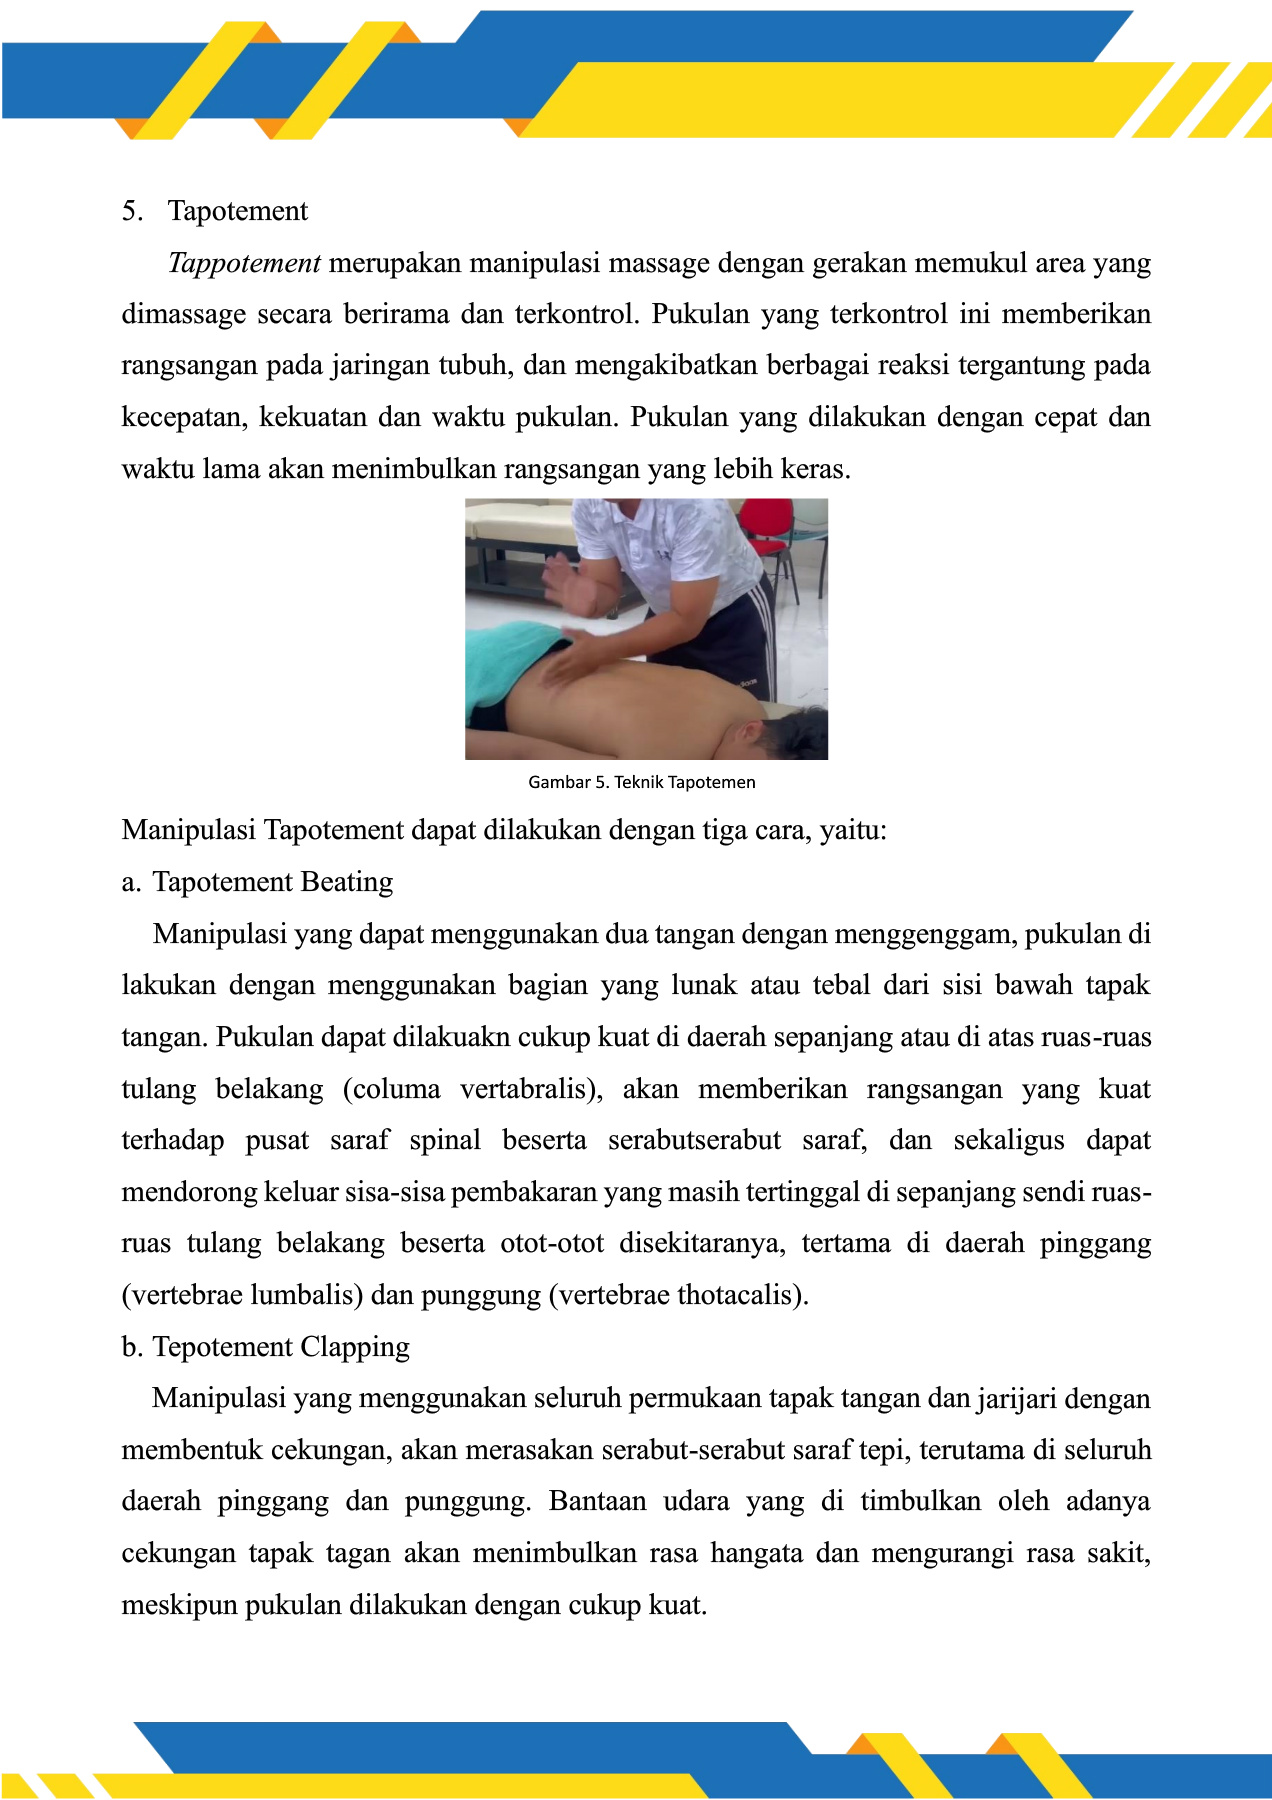 5. Tapotement
Tappotement merupakan manipulasi massage dengan gerakan memukul area yang
dimassage secara berirama dan terkontrol. Pukulan yang terkontrol ini memberikan
rangsangan pada jaringan tubuh, dan mengakibatkan berbagai reaksi tergantung pada
kecepatan, kekuatan dan waktu pukulan. Pukulan yang dilakukan dengan cepat dan
waktu lama akan menimbulkan rangsangan yang lebih keras.
Gambar 5. Teknik Tapotemen
Manipulasi Tapotement dapat dilakukan dengan tiga cara, yaitu:
a. Tapotement Beating
Manipulasi yang dapat menggunakan dua tangan dengan menggenggam, pukulan di
lakukan dengan menggunakan bagian yang lunak atau tebal dari sisi bawah tapak
tangan. Pukulan dapat dilakuakn cukup kuat di daerah sepanjang atau di atas ruas-ruas
tulang belakang (columa vertabralis), akan memberikan rangsangan yang kuat
terhadap pusat saraf spinal beserta serabutserabut saraf, dan sekaligus dapat
mendorong keluar sisa-sisa pembakaran yang masih tertinggal di sepanjang sendi ruas-
ruas tulang belakang beserta otot-otot disekitaranya, tertama di daerah pinggang
(vertebrae lumbalis) dan punggung (vertebrae thotacalis).
b. Tepotement Clapping
Manipulasi yang menggunakan seluruh permukaan tapak tangan dan jarijari dengan
membentuk cekungan, akan merasakan serabut-serabut saraf tepi, terutama di seluruh
daerah pinggang dan punggung. Bantaan udara yang di timbulkan oleh adanya
cekungan tapak tagan akan menimbulkan rasa hangata dan mengurangi rasa sakit,
meskipun pukulan dilakukan dengan cukup kuat.